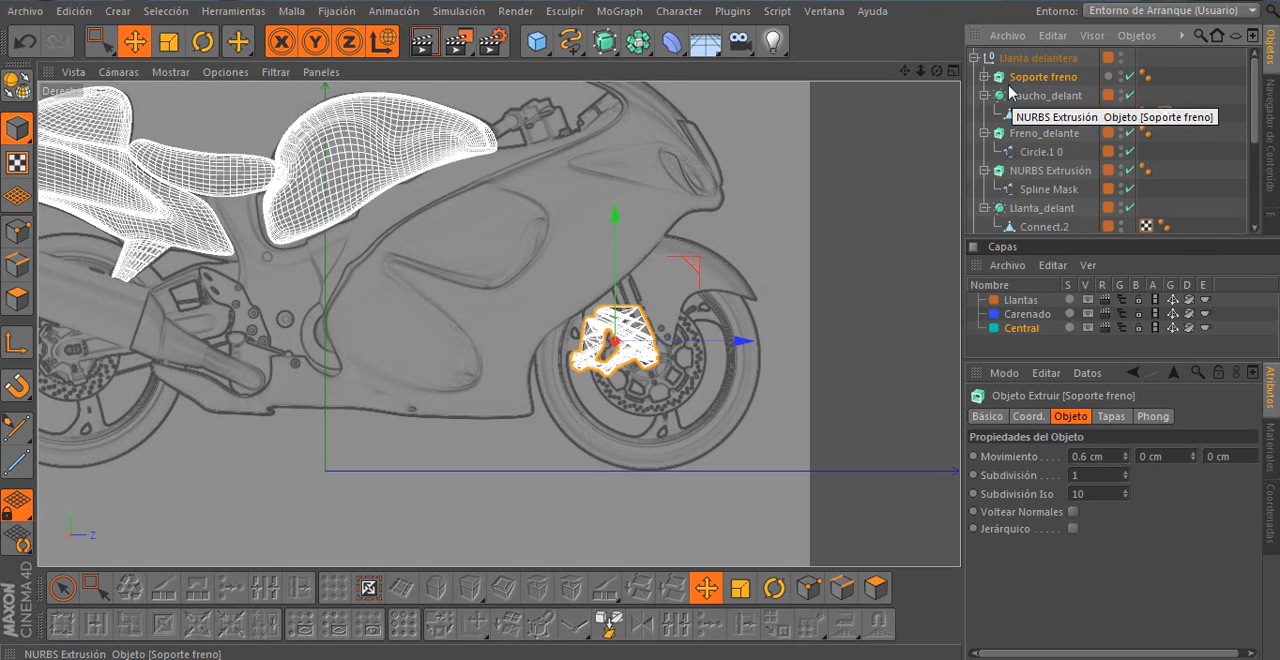 Archivo Edición Crear Selección Herramientas Malla Fijación Animación Simulación Render Esculpir MoGraph Character Plugins Script Ventana Ayuda
Entorno: Entorno de Arranque (Usuario)
Vista Cámaras Mostrar Opciones Filtrar Paneles
Archivo Editar Visor Objetos
Llanta delantera
Soporte freno
aucho_delant
NURBS Extrusión Objeto [Soporte freno]
Freno_delante
Circle.1 0
NURBS Extrusión
Spline Mask
Llanta_delant
Connect.2
Objetos
Navegador de Contenido
E
Capas
Archivo Editar Ver
Nombre S V R G B A G D E
Llantas
Carenado
Central
Modo Editar Datos
Objeto Extruir [Soporte freno]
Básico Coord. Objeto Tapas Phong
Propiedades del Objeto
Movimiento . . . . 0.6 cm 0 cm 0 cm
Subdivisión . . . . 1
Subdivisión Iso 10
Voltear Normales
Jerárquico . . . . .
Atributos
Materiales
Coordenadas
X Y Z
Y
Z
MAXON
CINEMA 4D
NURBS Extrusión Objeto [Soporte freno]